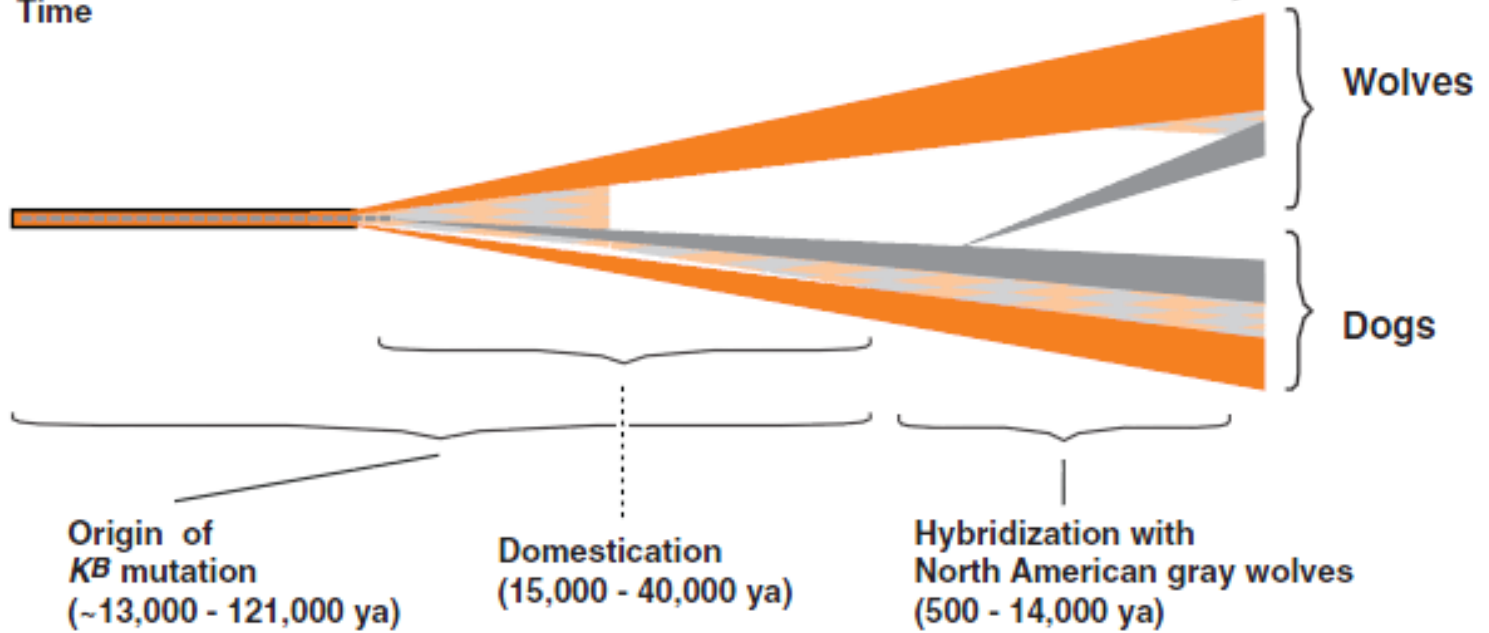 Time
Wolves
Dogs
Origin of
KB mutation
(~13,000 - 121,000 ya)
Domestication
(15,000 - 40,000 ya)
Hybridization with
North American gray wolves
(500 - 14,000 ya)